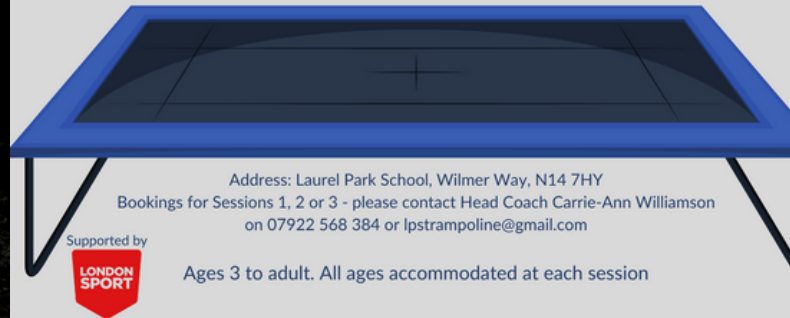 Address: Laurel Park School, Wilmer Way, N14 7HY
Bookings for Sessions 1, 2 or 3 - please contact Head Coach Carrie-Ann Williamson
on 07922 568 384 or lpstrampoline@gmail.com
Supported by
LONDON
SPORT
Ages 3 to adult. All ages accommodated at each session